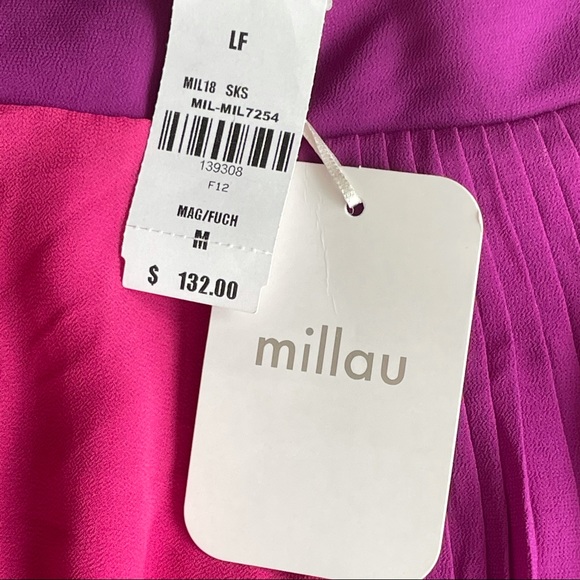 LF
MIL18 SKS
MIL-MIL7254
139308
F12
MAG/FUCH
M
$ 132.00
millau